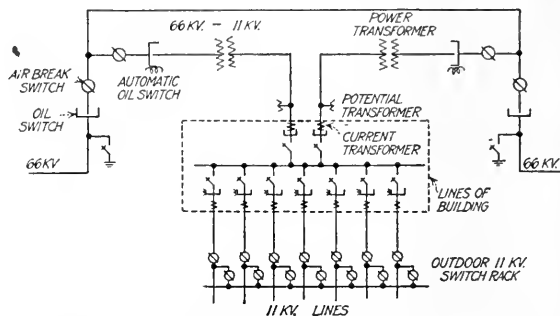 66 KV. - 11 KV.
POWER
TRANSFORMER
AIR BREAK
SWITCH
AUTOMATIC
OIL SWITCH
OIL
SWITCH
POTENTIAL
TRANSFORMER
CURRENT
TRANSFORMER
66 KV.
66 KV.
LINES OF
BUILDING
OUTDOOR 11 KV.
SWITCH RACK
11 KV. LINES